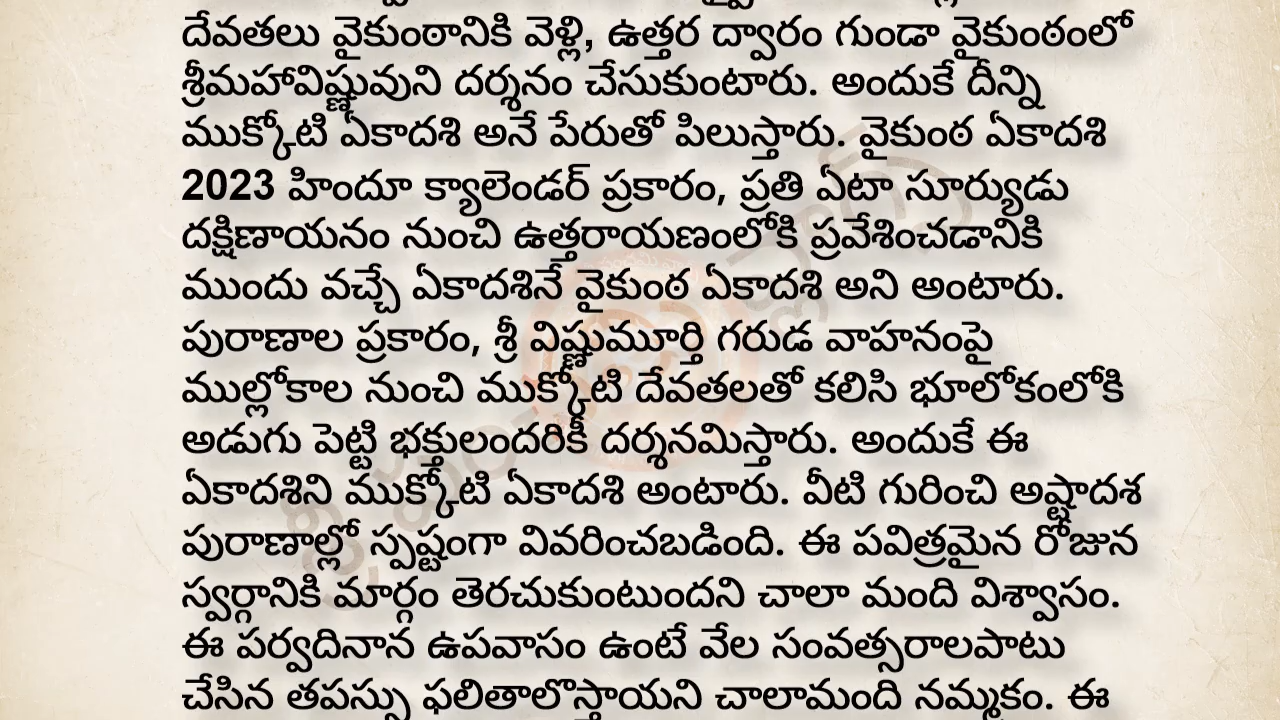 దేవతలు వైకుంఠానికి వెళ్లి, ఉత్తర ద్వారం గుండా వైకుంఠంలో
శ్రీమహావిష్ణువుని దర్శనం చేసుకుంటారు. అందుకే దీన్ని
ముక్కోటి ఏకాదశి అనే పేరుతో పిలుస్తారు. వైకుంఠ ఏకాదశి
2023 హిందూ క్యాలెండర్ ప్రకారం, ప్రతి ఏటా సూర్యుడు
దక్షిణాయనం నుంచి ఉత్తరాయణంలోకి ప్రవేశించడానికి
ముందు వచ్చే ఏకాదశినే వైకుంఠ ఏకాదశి అని అంటారు.
పురాణాల ప్రకారం, శ్రీ విష్ణుమూర్తి గరుడ వాహనంపై
ముల్లోకాల నుంచి ముక్కోటి దేవతలతో కలిసి భూలోకంలోకి
అడుగు పెట్టి భక్తులందరికీ దర్శనమిస్తారు. అందుకే ఈ
ఏకాదశిని ముక్కోటి ఏకాదశి అంటారు. వీటి గురించి అష్టాదశ
పురాణాల్లో స్పష్టంగా వివరించబడింది. ఈ పవిత్రమైన రోజున
స్వర్గానికి మార్గం తెరచుకుంటుందని చాలా మంది విశ్వాసం.
ఈ పర్వదినాన ఉపవాసం ఉంటే వేల సంవత్సరాలపాటు
చేసిన తపస్సు ఫలితాలొస్తాయని చాలామంది నమ్మకం. ఈ